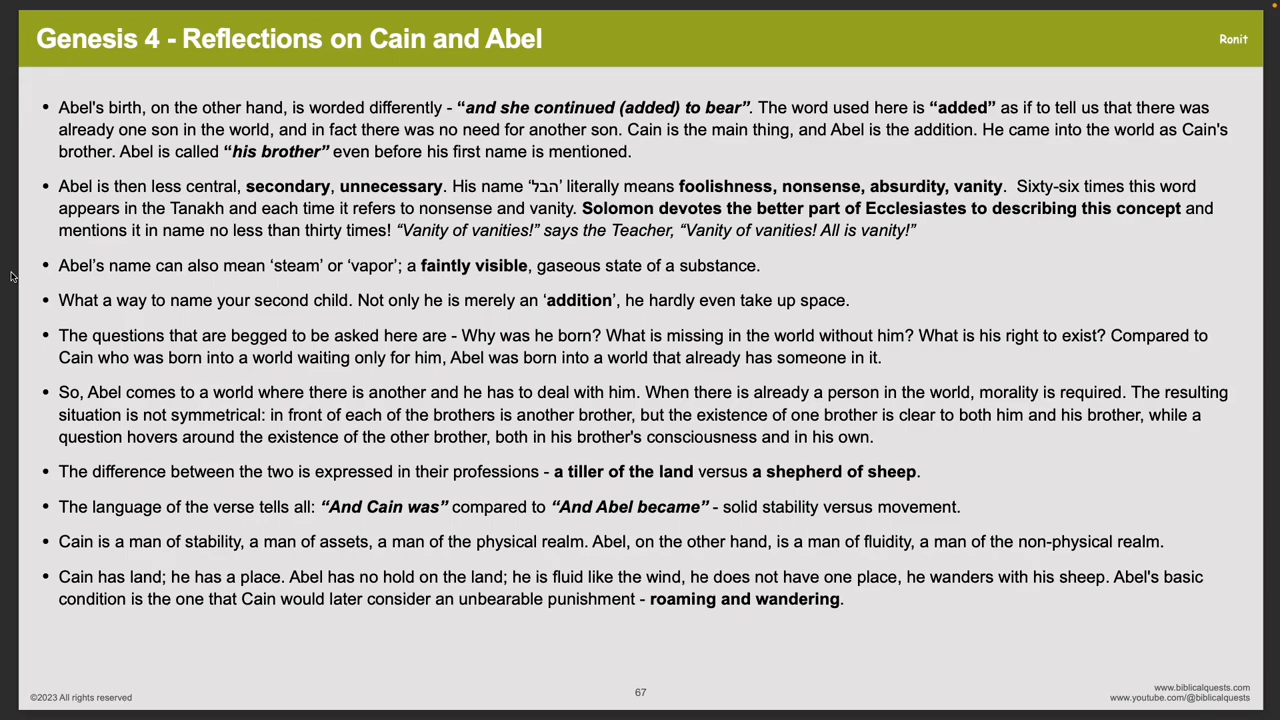 Genesis 4 - Reflections on Cain and Abel
Ronit
• Abel's birth, on the other hand, is worded differently - “and she continued (added) to bear”. The word used here is “added” as if to tell us that there was
already one son in the world, and in fact there was no need for another son. Cain is the main thing, and Abel is the addition. He came into the world as Cain's
brother. Abel is called “his brother” even before his first name is mentioned.
• Abel is then less central, secondary, unnecessary. His name ‘הבל’ literally means foolishness, nonsense, absurdity, vanity. Sixty-six times this word
appears in the Tanakh and each time it refers to nonsense and vanity. Solomon devotes the better part of Ecclesiastes to describing this concept and
mentions it in name no less than thirty times! “Vanity of vanities!” says the Teacher, “Vanity of vanities! All is vanity!”
• Abel’s name can also mean ‘steam’ or ‘vapor’; a faintly visible, gaseous state of a substance.
• What a way to name your second child. Not only he is merely an ‘addition’, he hardly even take up space.
• The questions that are begged to be asked here are - Why was he born? What is missing in the world without him? What is his right to exist? Compared to
Cain who was born into a world waiting only for him, Abel was born into a world that already has someone in it.
• So, Abel comes to a world where there is another and he has to deal with him. When there is already a person in the world, morality is required. The resulting
situation is not symmetrical: in front of each of the brothers is another brother, but the existence of one brother is clear to both him and his brother, while a
question hovers around the existence of the other brother, both in his brother's consciousness and in his own.
• The difference between the two is expressed in their professions - a tiller of the land versus a shepherd of sheep.
• The language of the verse tells all: “And Cain was” compared to “And Abel became” - solid stability versus movement.
• Cain is a man of stability, a man of assets, a man of the physical realm. Abel, on the other hand, is a man of fluidity, a man of the non-physical realm.
• Cain has land; he has a place. Abel has no hold on the land; he is fluid like the wind, he does not have one place, he wanders with his sheep. Abel's basic
condition is the one that Cain would later consider an unbearable punishment - roaming and wandering.
©2023 All rights reserved
67
www.biblicalquests.com
www.youtube.com/@biblicalquests